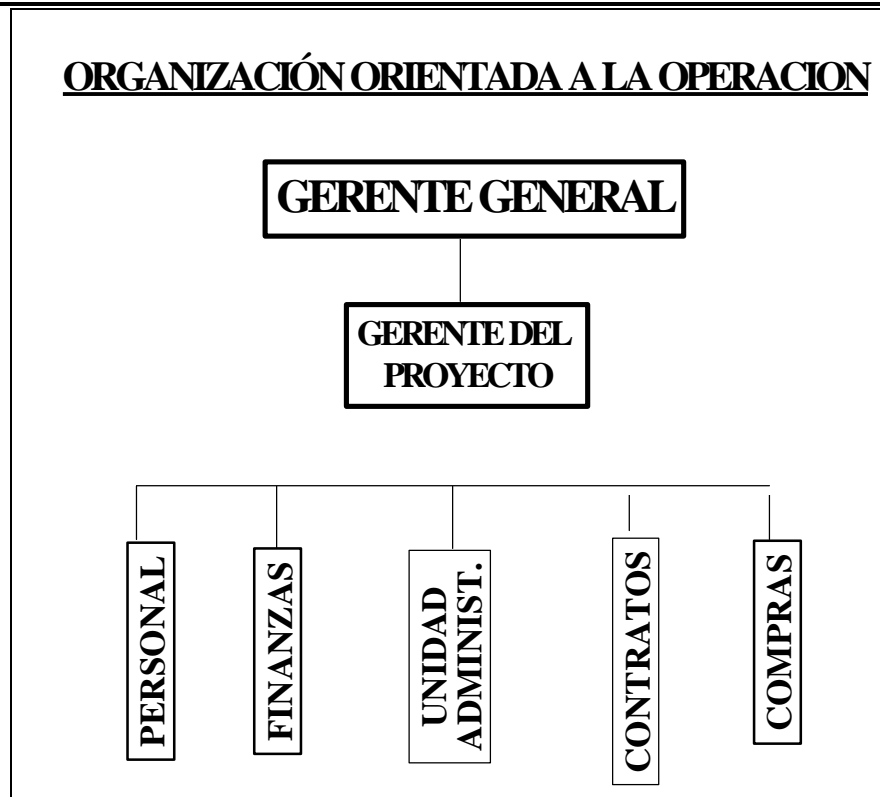 ORGANIZACIÓN ORIENTADA A LA OPERACION
GERENTE GENERAL
GERENTE DEL
PROYECTO
PERSONAL
FINANZAS
UNIDAD
ADMINIST.
CONTRATOS
COMPRAS